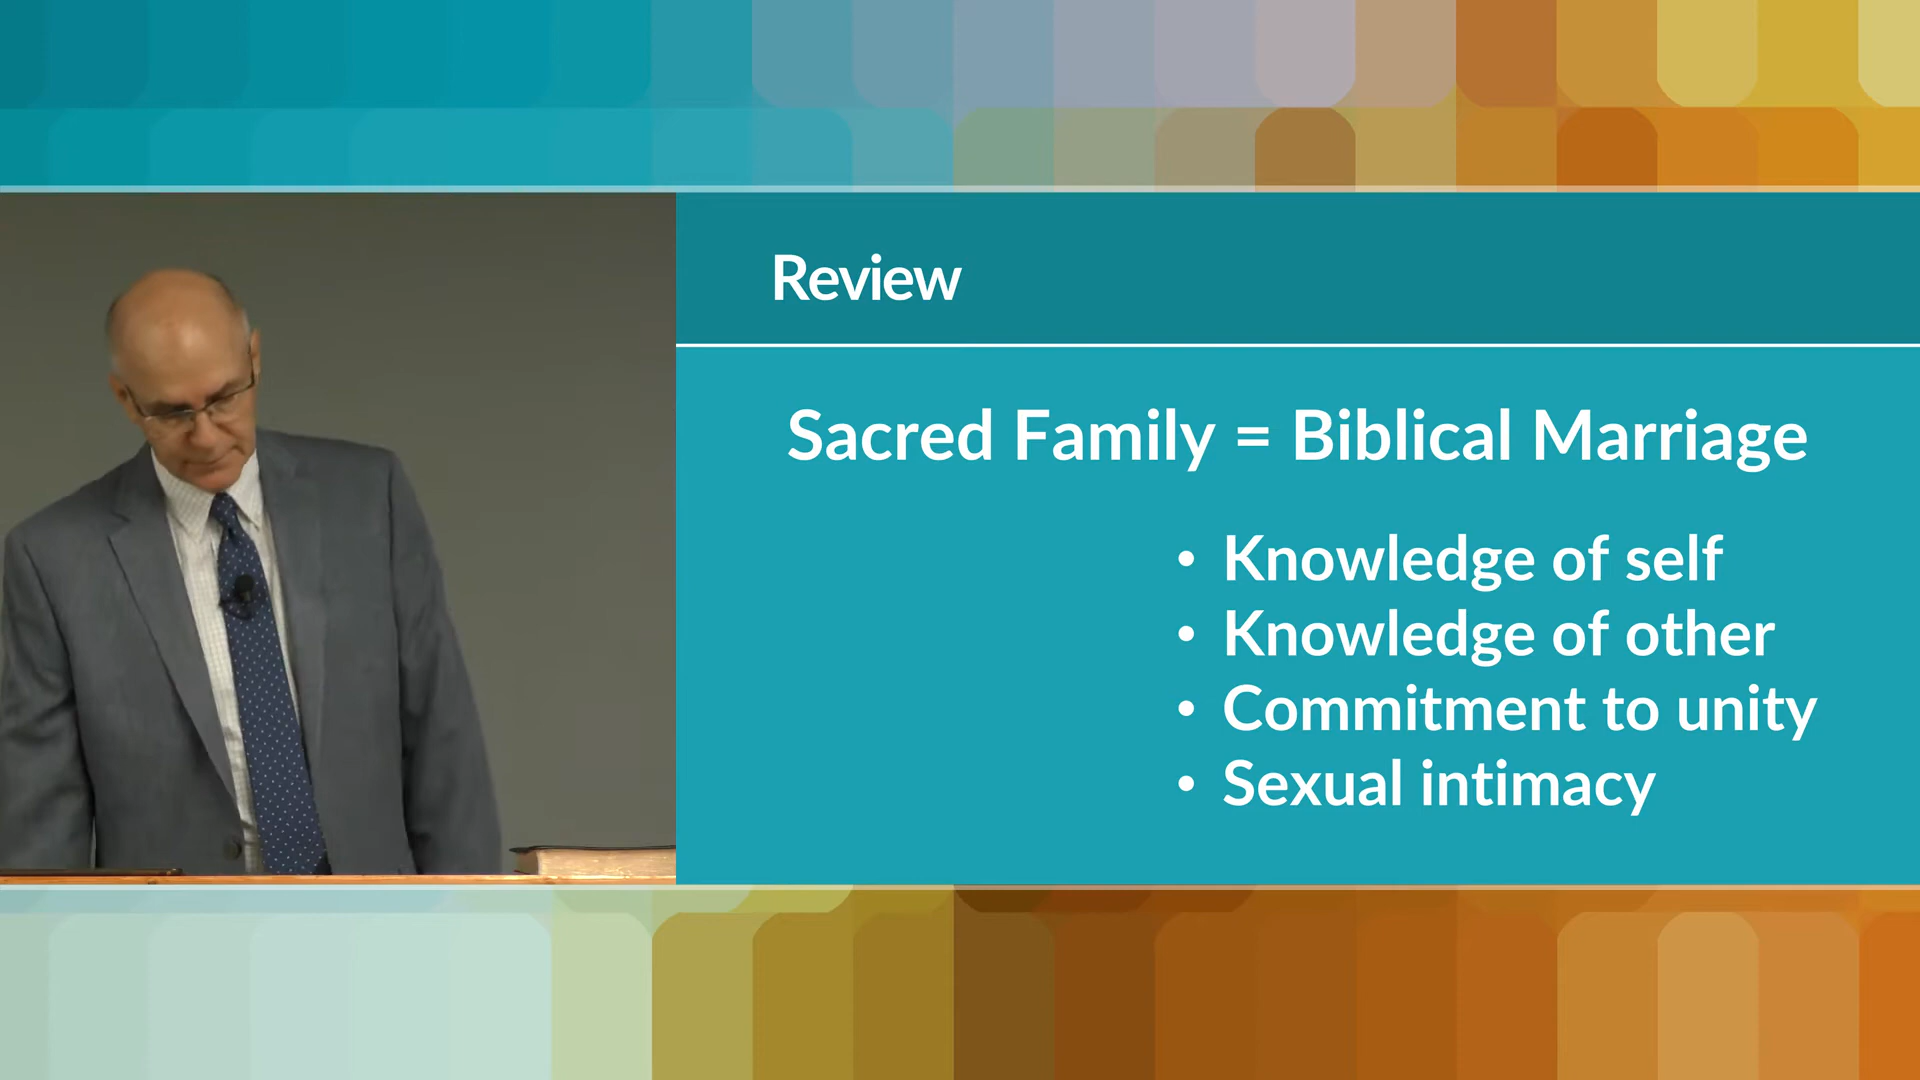 Review
Sacred Family = Biblical Marriage
• Knowledge of self
• Knowledge of other
• Commitment to unity
• Sexual intimacy